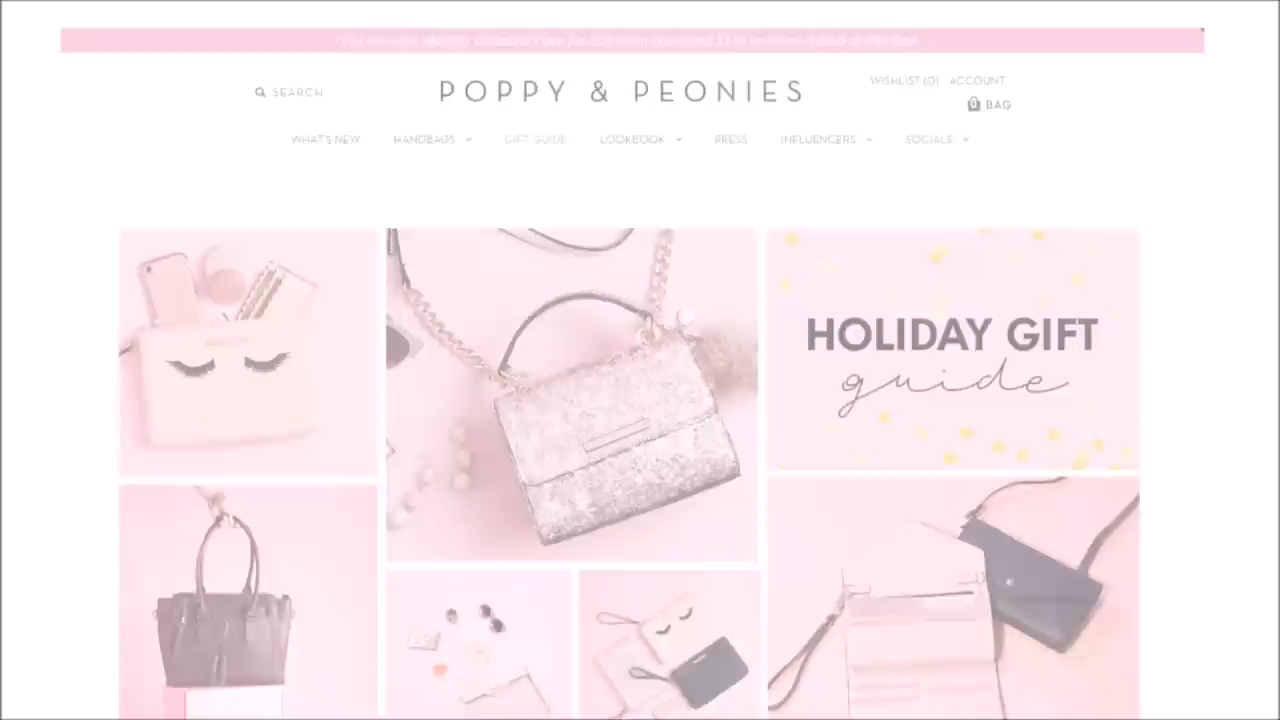 SEARCH
POPPY & PEONIES
WISHLIST (0) ACCOUNT
0 BAG
WHAT'S NEW HANDBAGS GIFT GUIDE LOOKBOOK PRESS INFLUENCERS SOCIALS
HOLIDAY GIFT
guide